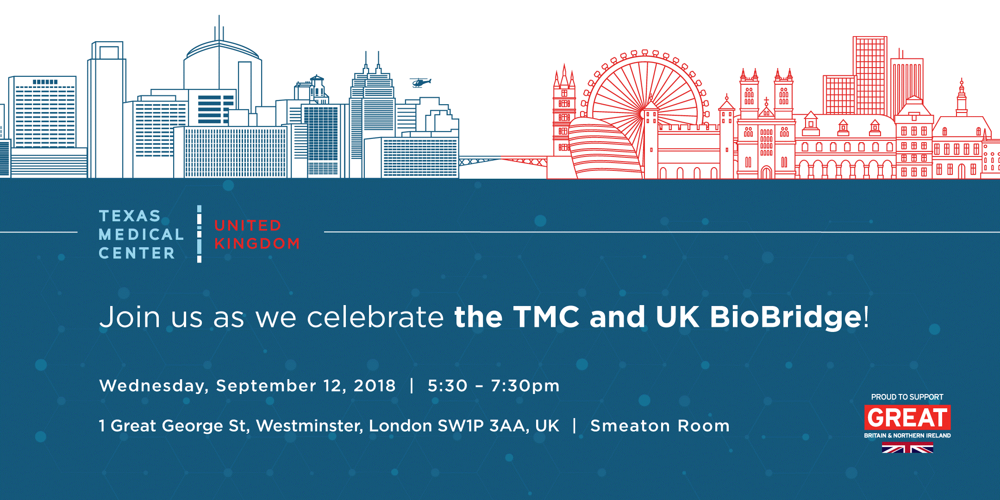 TEXAS
MEDICAL
CENTER
UNITED
KINGDOM
Join us as we celebrate the TMC and UK BioBridge!
Wednesday, September 12, 2018 | 5:30 – 7:30pm
1 Great George St, Westminster, London SW1P 3AA, UK | Smeaton Room
PROUD TO SUPPORT
GREAT
BRITAIN & NORTHERN IRELAND